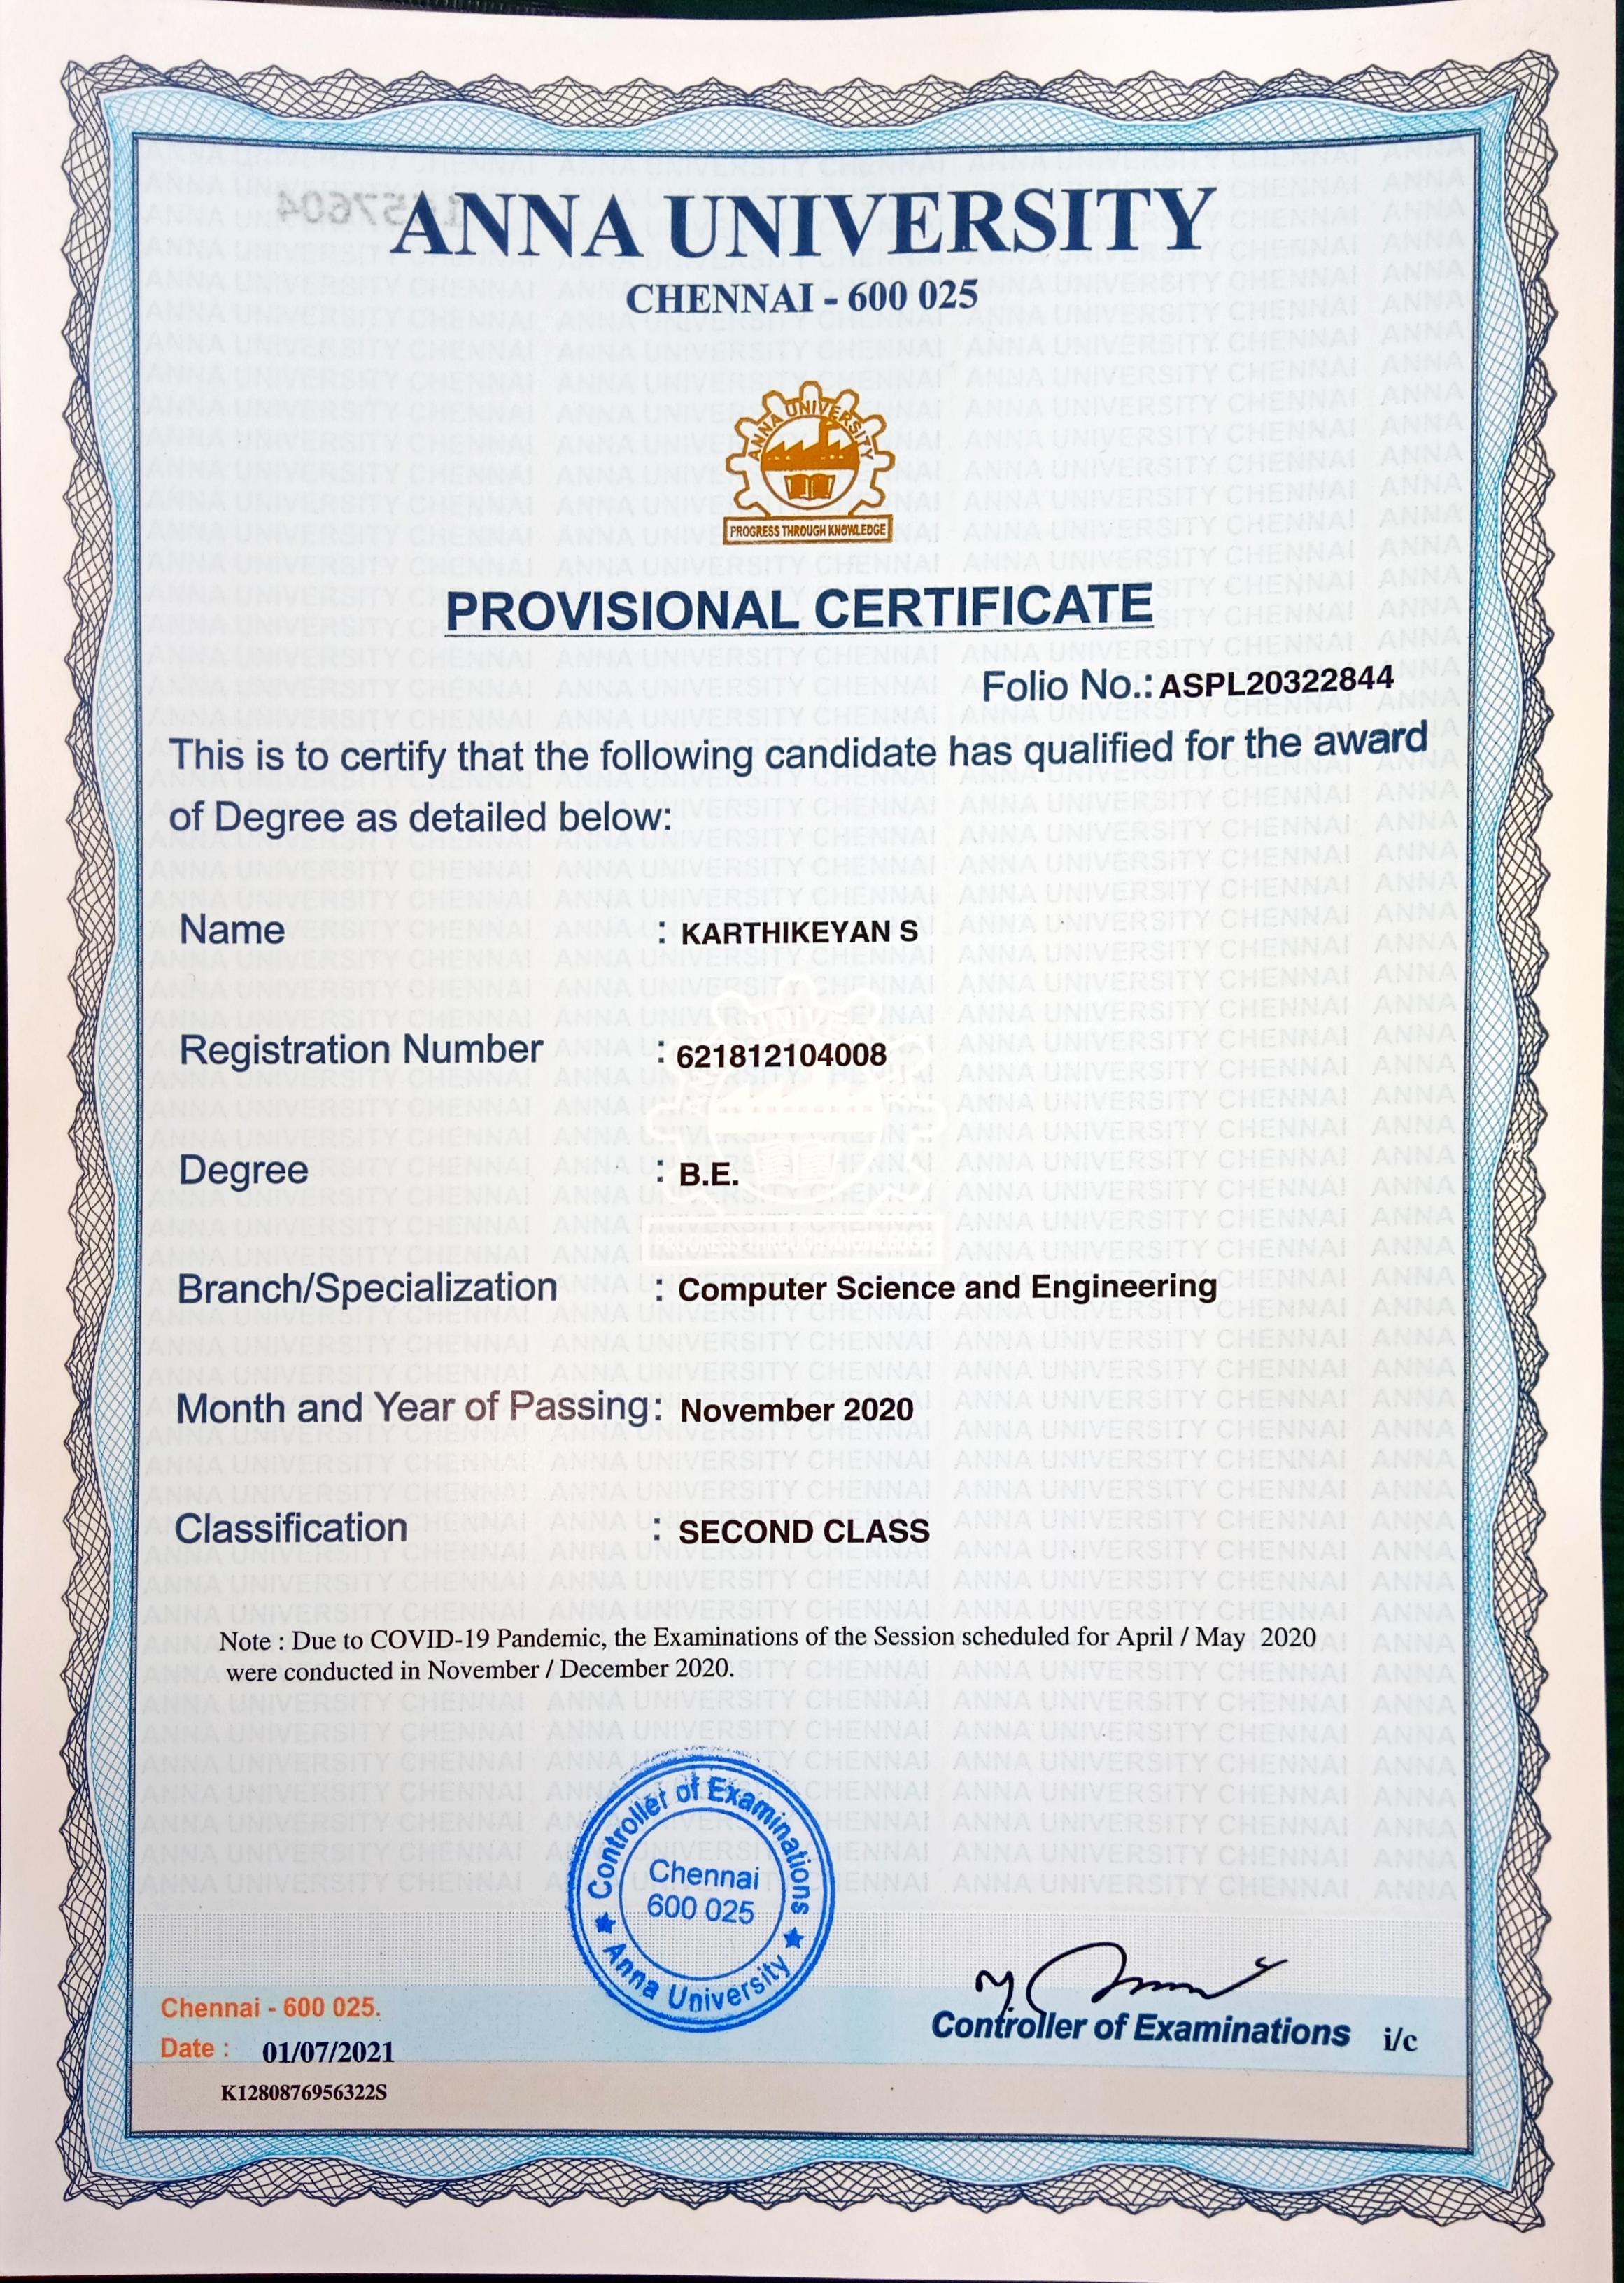 ANNA UNIVERSITY
CHENNAI - 600 025
ANNA UNIVERSITY
PROGRESS THROUGH KNOWLEDGE
PROVISIONAL CERTIFICATE
Folio No.: ASPL20322844
This is to certify that the following candidate has qualified for the award
of Degree as detailed below:
Name : KARTHIKEYAN S
Registration Number : 621812104008
Degree : B.E.
Branch/Specialization : Computer Science and Engineering
Month and Year of Passing: November 2020
Classification : SECOND CLASS
Note : Due to COVID-19 Pandemic, the Examinations of the Session scheduled for April / May 2020
were conducted in November / December 2020.
Controller of Examinations
Chennai
600 025
Anna University
Chennai - 600 025.
Controller of Examinations i/c
Date : 01/07/2021
K1280876956322S